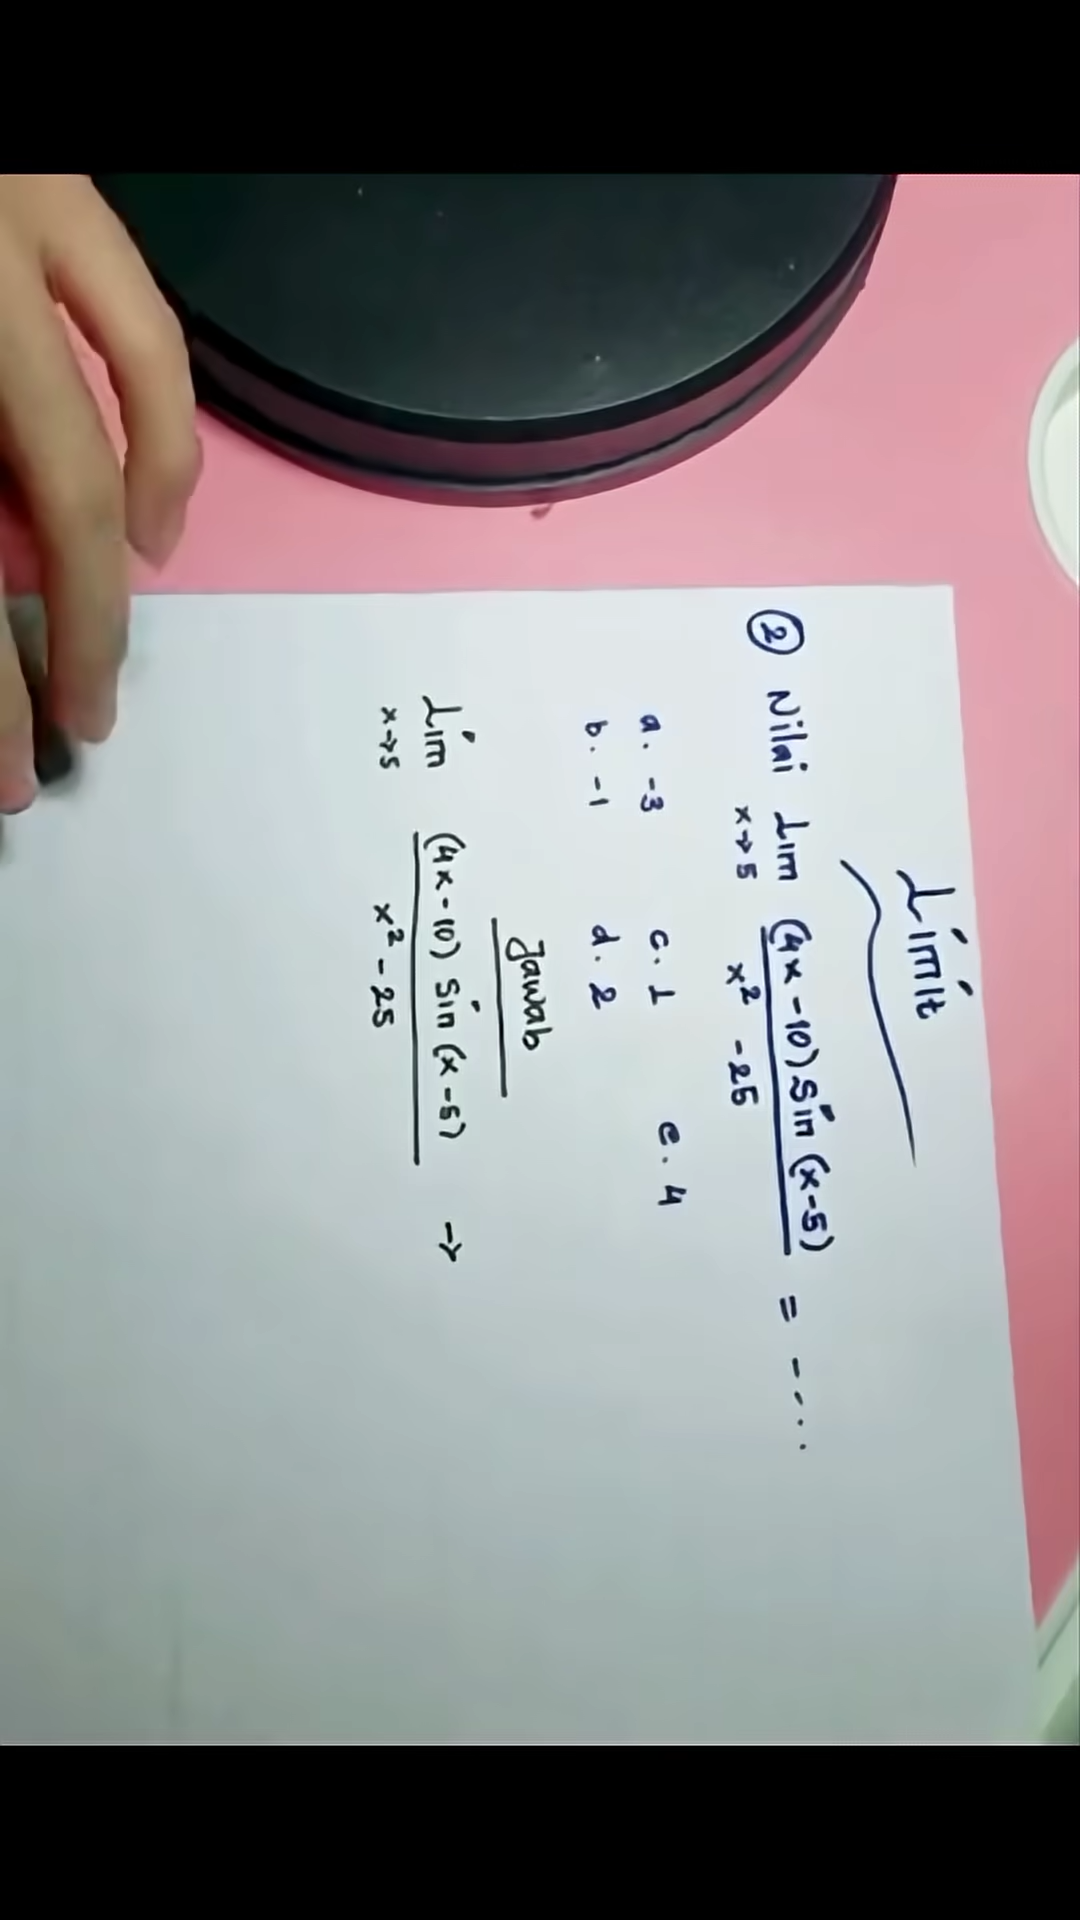 Limit
② Nilai Lim (4x - 10) sin (x-5) = - ...
x→5 x² - 25
a. -3 c. 1 e. 4
b. -1 d. 2
Jawab
Lim (4x - 10) sin (x - 5) →
x→5 x² - 25